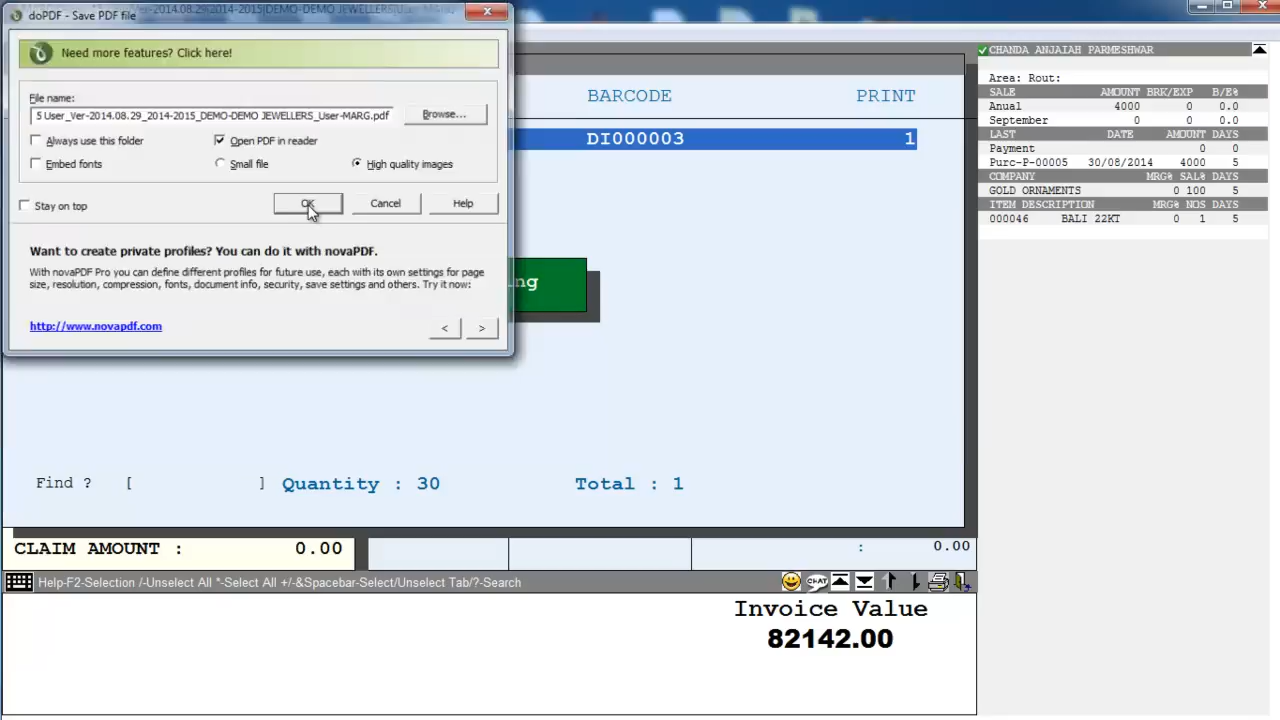 doPDF - Save PDF file
Need more features? Click here!
File name:
5 User_Ver-2014.08.29_2014-2015_DEMO-DEMO JEWELLERS_User-MARG.pdf
Browse...
Always use this folder
Open PDF in reader
Embed fonts
Small file
High quality images
Stay on top
OK
Cancel
Help
Want to create private profiles? You can do it with novaPDF.
With novaPDF Pro you can define different profiles for future use, each with its own settings for page
size, resolution, compression, fonts, document info, security, save settings and others. Try it now:
http://www.novapdf.com
<
>
BARCODE PRINT
DI000003 1
ng
Find ? [ ] Quantity : 30 Total : 1
CLAIM AMOUNT : 0.00
: 0.00
Help-F2-Selection /-Unselect All *-Select All +/-&Spacebar-Select/Unselect Tab/?-Search
CHAT
Invoice Value
82142.00
CHANDA ANJAIAH PARMESHWAR
Area: Rout:
SALE AMOUNT BRK/EXP B/E%
Anual 4000 0 0.0
September 0 0 0.0
LAST DATE AMOUNT DAYS
Payment 0 0
Purc-P-00005 30/08/2014 4000 5
COMPANY MRG% SAL% DAYS
GOLD ORNAMENTS 0 100 5
ITEM DESCRIPTION MRG% NOS DAYS
000046 BALI 22KT 0 1 5